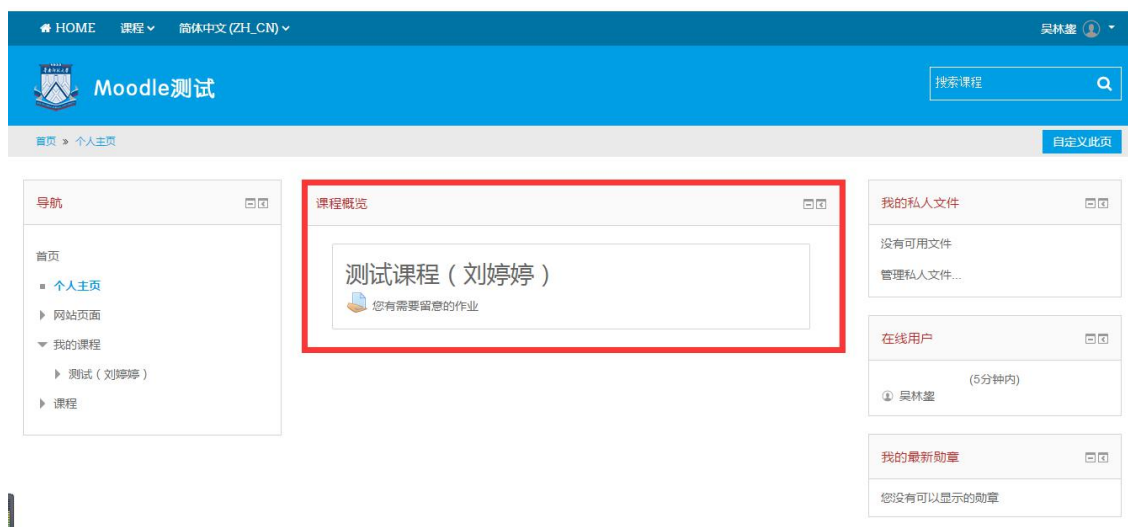 HOME 课程 简体中文 (ZH_CN) 吴林鋆
Moodle测试
搜索课程
首页 » 个人主页
自定义此页
导航
首页
个人主页
网站页面
我的课程
测试(刘婷婷)
课程
课程概览
测试课程(刘婷婷)
您有需要留意的作业
我的私人文件
没有可用文件
管理私人文件...
在线用户
(5分钟内)
吴林鋆
我的最新勋章
您没有可以显示的勋章